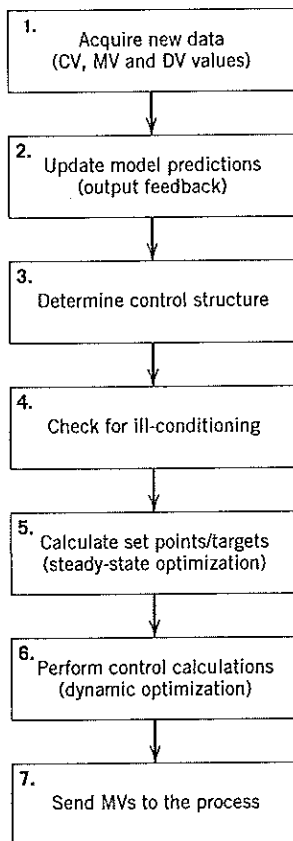 1.
Acquire new data
(CV, MV and DV values)
2.
Update model predictions
(output feedback)
3.
Determine control structure
4.
Check for ill-conditioning
5.
Calculate set points/targets
(steady-state optimization)
6.
Perform control calculations
(dynamic optimization)
7.
Send MVs to the process